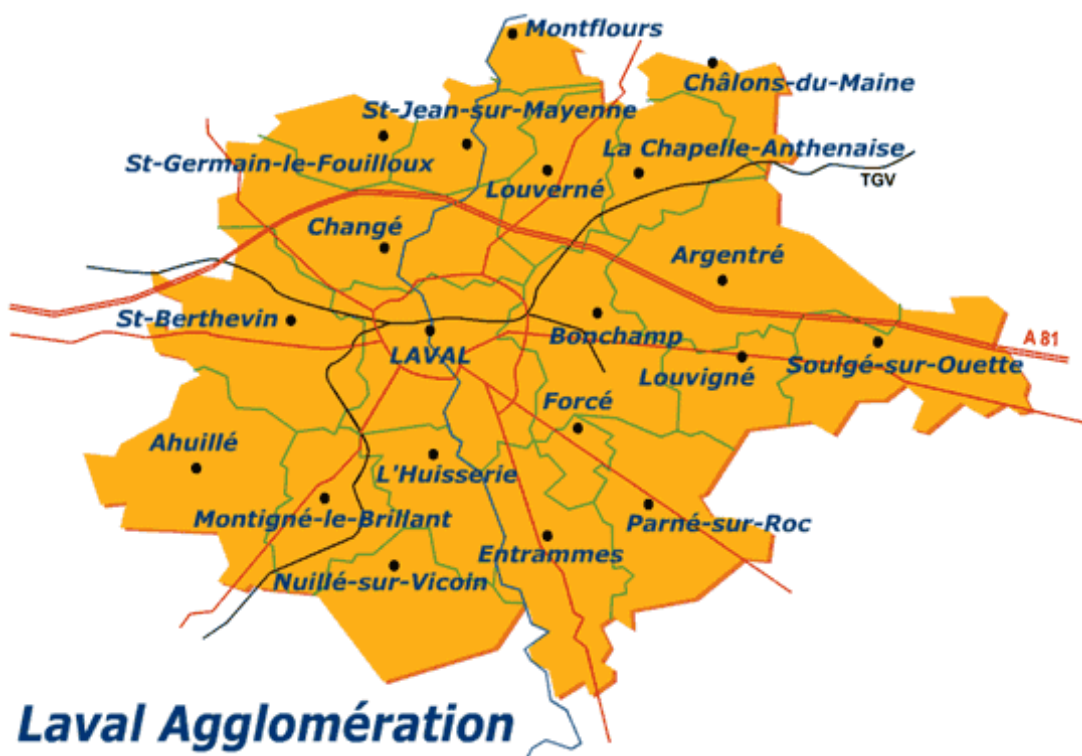 Montflours
Châlons-du-Maine
St-Jean-sur-Mayenne
La Chapelle-Anthenaise
St-Germain-le-Fouilloux
TGV
Louverné
Changé
Argentré
St-Berthevin
Bonchamp
A 81
LAVAL
Louvigné
Soulgé-sur-Ouette
Forcé
Ahuillé
L'Huisserie
Montigné-le-Brillant
Parné-sur-Roc
Entrammes
Nuillé-sur-Vicoin
Laval Agglomération